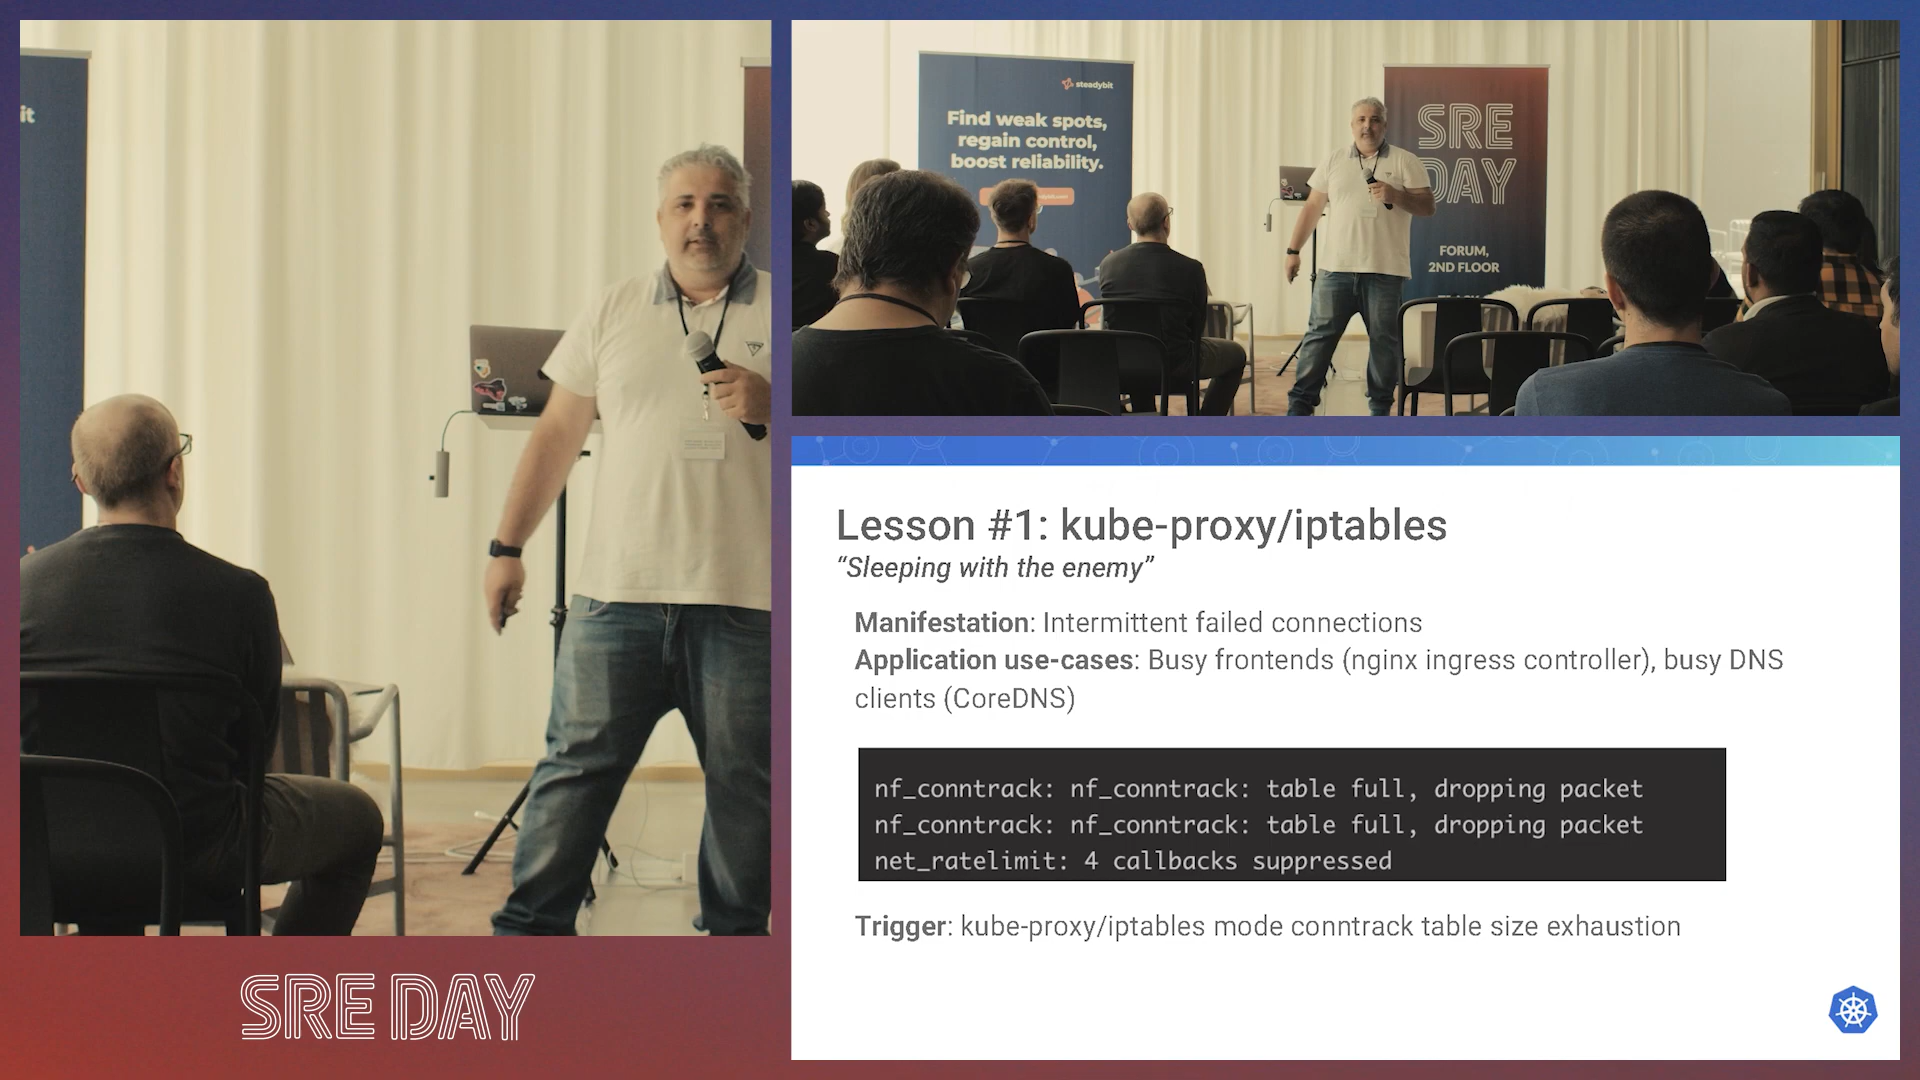 it
steadybit
Find weak spots,
regain control,
boost reliability.
SRE
DAY
FORUM,
2ND FLOOR
Lesson #1: kube-proxy/iptables
“Sleeping with the enemy”
Manifestation: Intermittent failed connections
Application use-cases: Busy frontends (nginx ingress controller), busy DNS
clients (CoreDNS)
nf_conntrack: nf_conntrack: table full, dropping packet
nf_conntrack: nf_conntrack: table full, dropping packet
net_ratelimit: 4 callbacks suppressed
Trigger: kube-proxy/iptables mode conntrack table size exhaustion
SRE DAY